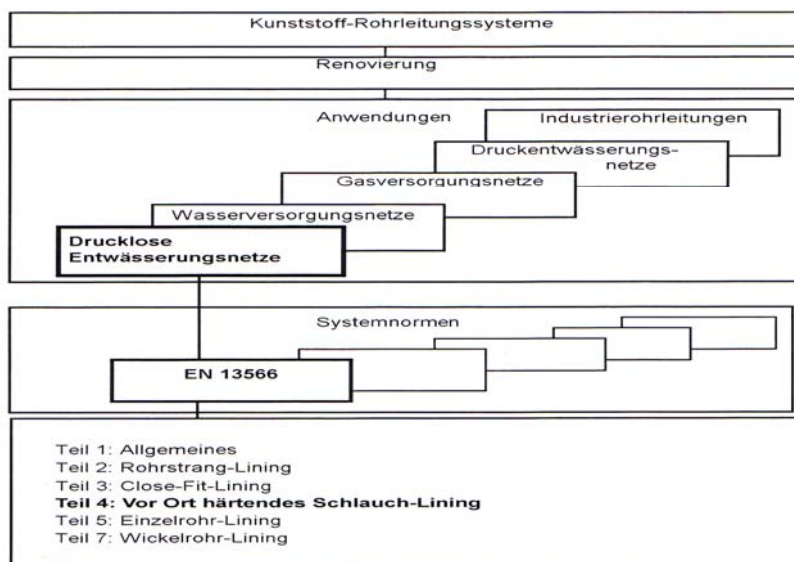 Kunststoff-Rohrleitungssysteme
Renovierung
Anwendungen
Industrierohrleitungen
Druckentwässerungs-
netze
Gasversorgungsnetze
Wasserversorgungsnetze
Drucklose
Entwässerungsnetze
Systemnormen
EN 13566
Teil 1: Allgemeines
Teil 2: Rohrstrang-Lining
Teil 3: Close-Fit-Lining
Teil 4: Vor Ort härtendes Schlauch-Lining
Teil 5: Einzelrohr-Lining
Teil 7: Wickelrohr-Lining